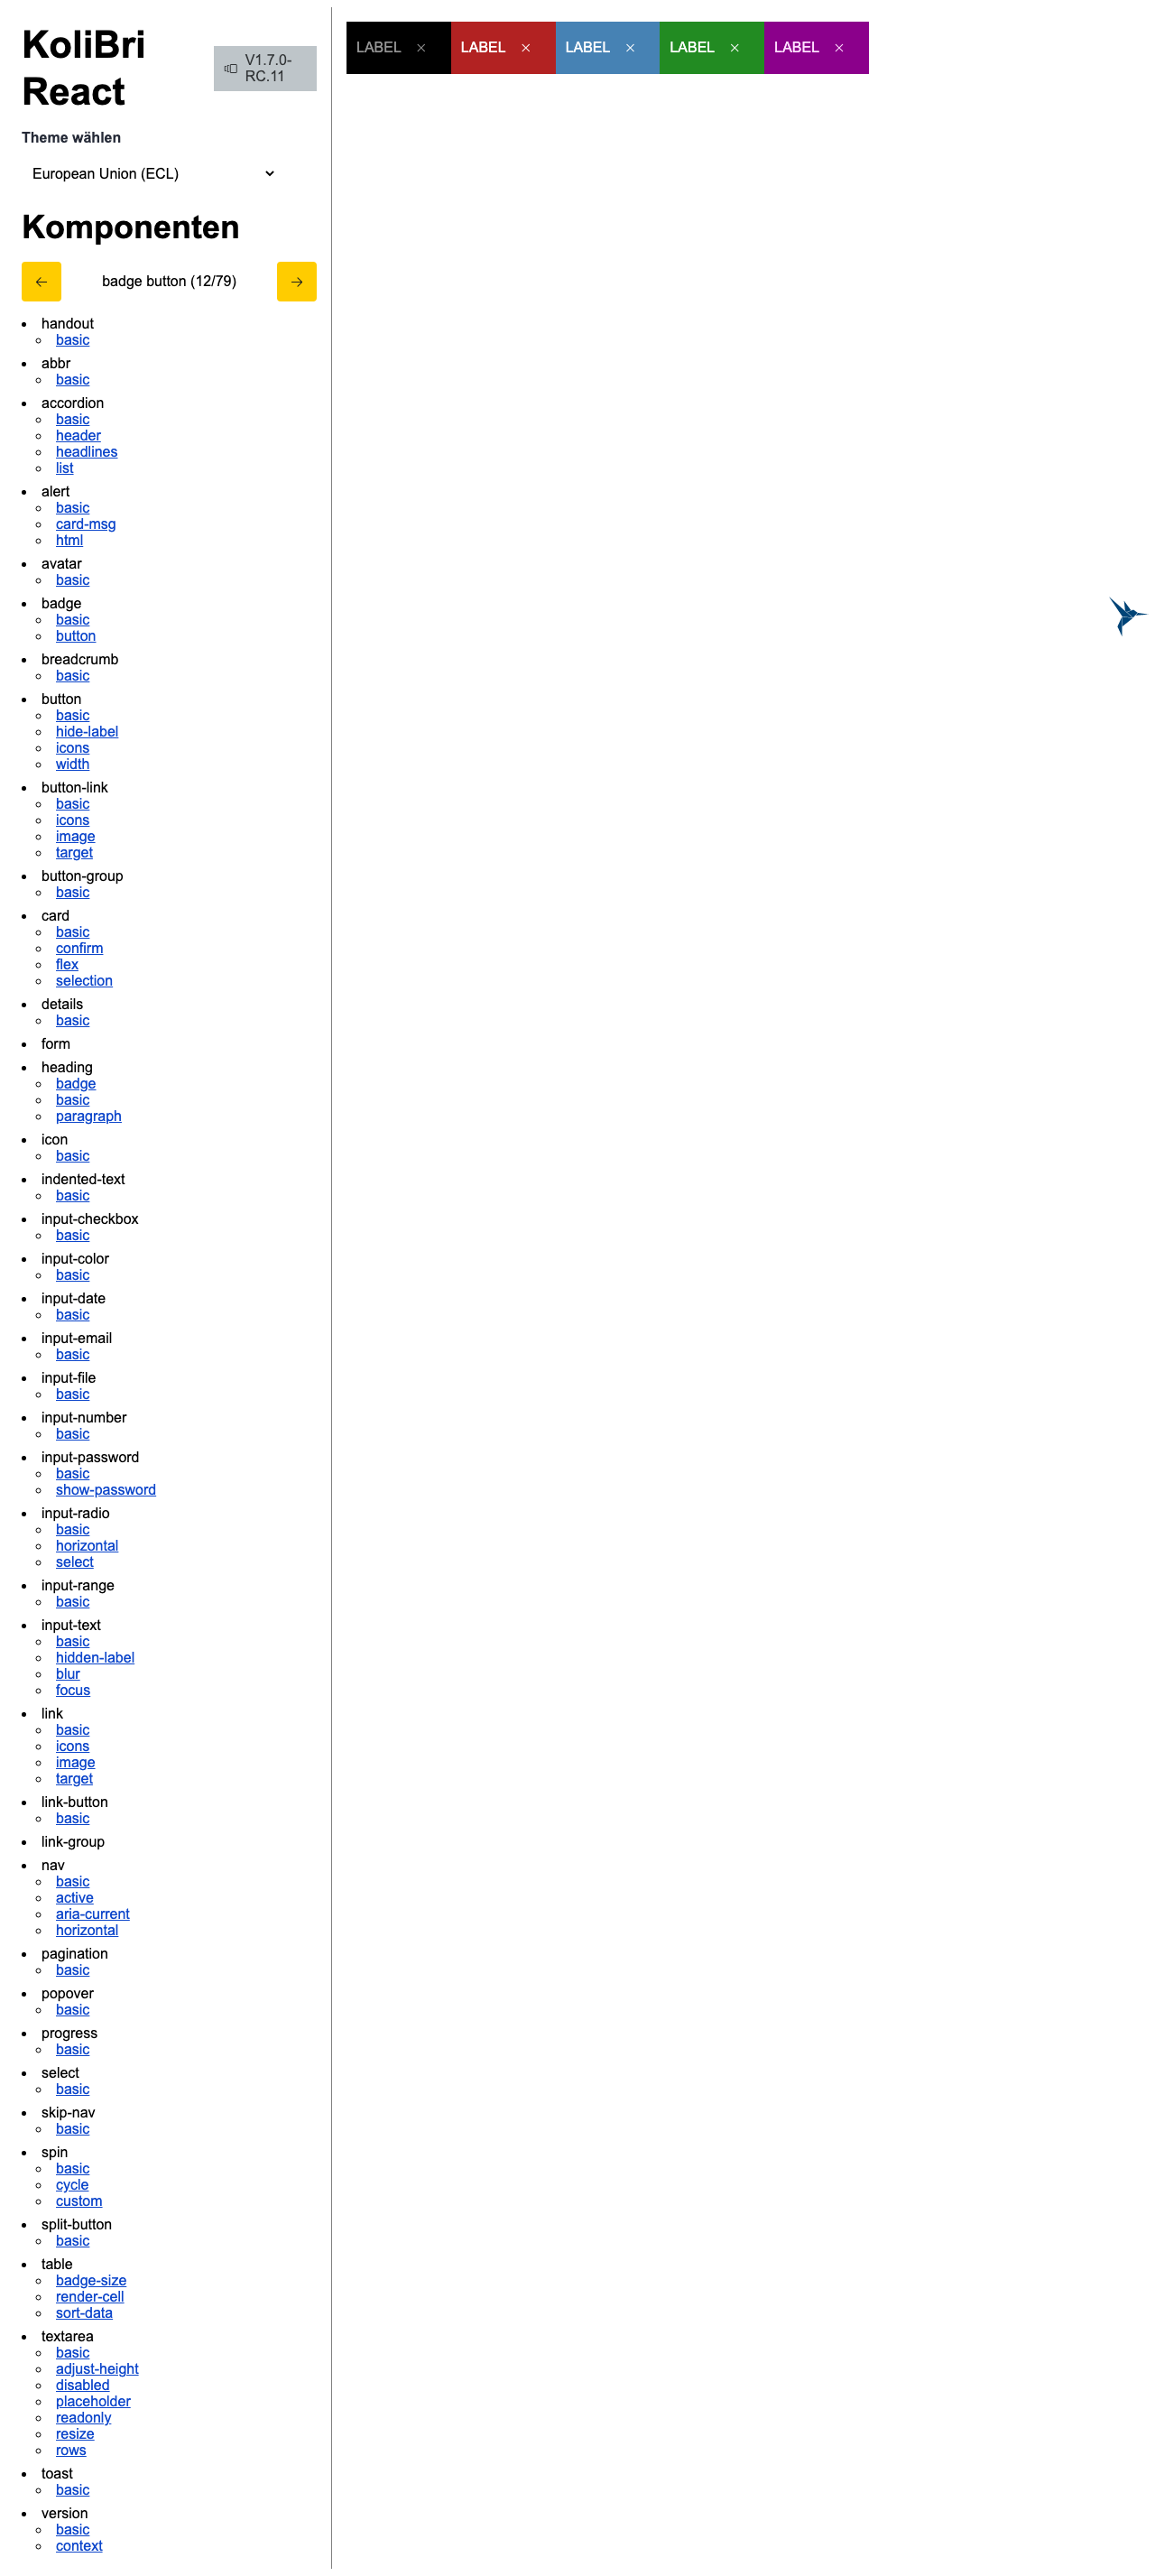 KoliBri
React
V1.7.0-
RC.11
Theme wählen
European Union (ECL)
Komponenten
badge button (12/79)
handout
basic
abbr
basic
accordion
basic
header
headlines
list
alert
basic
card-msg
html
avatar
basic
badge
basic
button
breadcrumb
basic
button
basic
hide-label
icons
width
button-link
basic
icons
image
target
button-group
basic
card
basic
confirm
flex
selection
details
basic
form
heading
badge
basic
paragraph
icon
basic
indented-text
basic
input-checkbox
basic
input-color
basic
input-date
basic
input-email
basic
input-file
basic
input-number
basic
input-password
basic
show-password
input-radio
basic
horizontal
select
input-range
basic
input-text
basic
hidden-label
blur
focus
link
basic
icons
image
target
link-button
basic
link-group
nav
basic
active
aria-current
horizontal
pagination
basic
popover
basic
progress
basic
select
basic
skip-nav
basic
spin
basic
cycle
custom
split-button
basic
table
badge-size
render-cell
sort-data
textarea
basic
adjust-height
disabled
placeholder
readonly
resize
rows
toast
basic
version
basic
context
LABEL LABEL LABEL LABEL LABEL